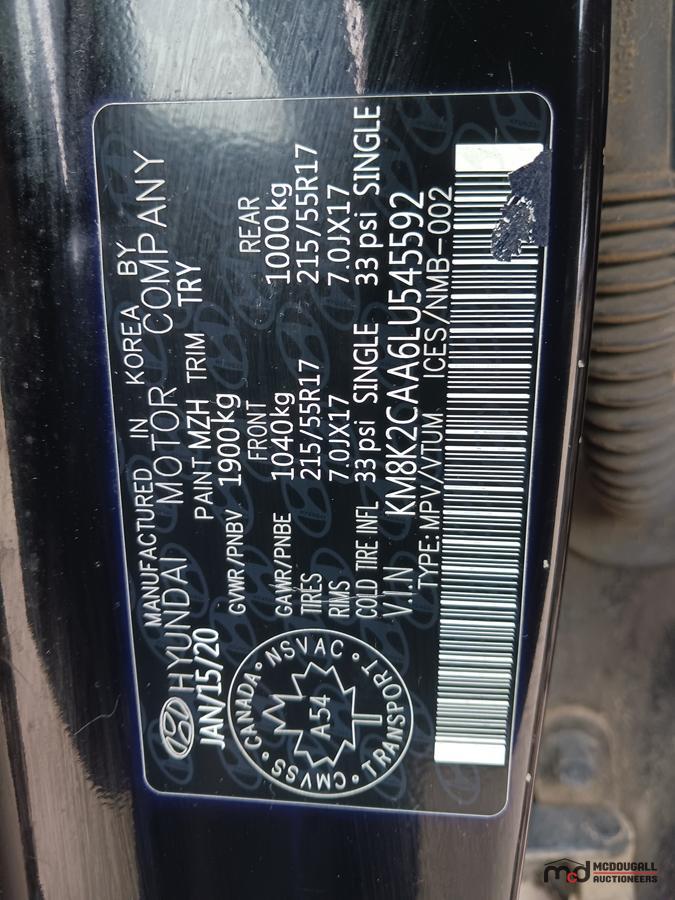 MANUFACTURED IN KOREA BY
HYUNDAI MOTOR COMPANY
JAN/15/20 PAINT MZH TRIM TRY
GVWR/PNBV 1900kg
FRONT REAR
GAWR/PNBE 1040kg 1000kg
TIRES 215/55R17 215/55R17
RIMS 7.0JX17 7.0JX17
COLD TIRE INFL 33 psi SINGLE 33 psi SINGLE
V.I.N KM8K2CAA6LU545592
TYPE: MPV/VTUM ICES/NMB-002
CMVSS • CANADA • NSVAC • TRANSPORT •
A54
McD MCDOUGALL
AUCTIONEERS